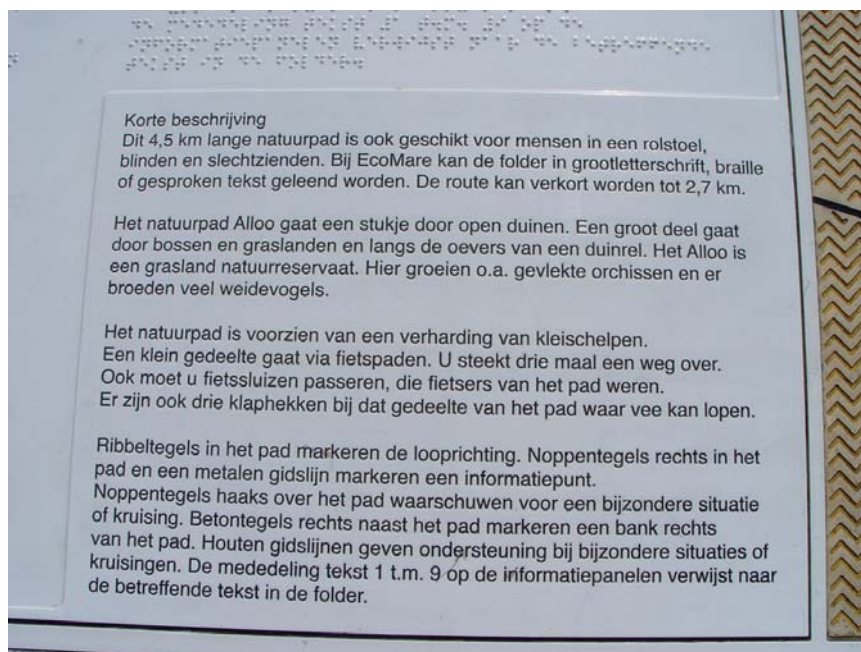 Korte beschrijving
Dit 4,5 km lange natuurpad is ook geschikt voor mensen in een rolstoel,
blinden en slechtzienden. Bij EcoMare kan de folder in grootletterschrift, braille
of gesproken tekst geleend worden. De route kan verkort worden tot 2,7 km.
Het natuurpad Alloo gaat een stukje door open duinen. Een groot deel gaat
door bossen en graslanden en langs de oevers van een duinrel. Het Alloo is
een grasland natuurreservaat. Hier groeien o.a. gevlekte orchissen en er
broeden veel weidevogels.
Het natuurpad is voorzien van een verharding van kleischelpen.
Een klein gedeelte gaat via fietspaden. U steekt drie maal een weg over.
Ook moet u fietssluizen passeren, die fietsers van het pad weren.
Er zijn ook drie klaphekken bij dat gedeelte van het pad waar vee kan lopen.
Ribbeltegels in het pad markeren de looprichting. Noppentegels rechts in het
pad en een metalen gidslijn markeren een informatiepunt.
Noppentegels haaks over het pad waarschuwen voor een bijzondere situatie
of kruising. Betontegels rechts naast het pad markeren een bank rechts
van het pad. Houten gidslijnen geven ondersteuning bij bijzondere situaties of
kruisingen. De mededeling tekst 1 t.m. 9 op de informatiepanelen verwijst naar
de betreffende tekst in de folder.